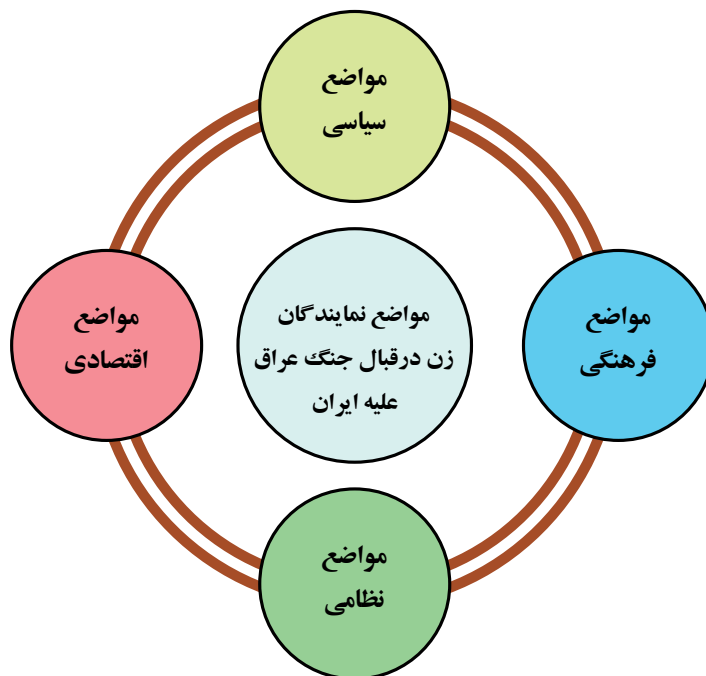 مواضع
سیاسی
مواضع
فرهنگی
مواضع نمایندگان
زن درقبال جنگ عراق
علیه ایران
مواضع
اقتصادی
مواضع
نظامی